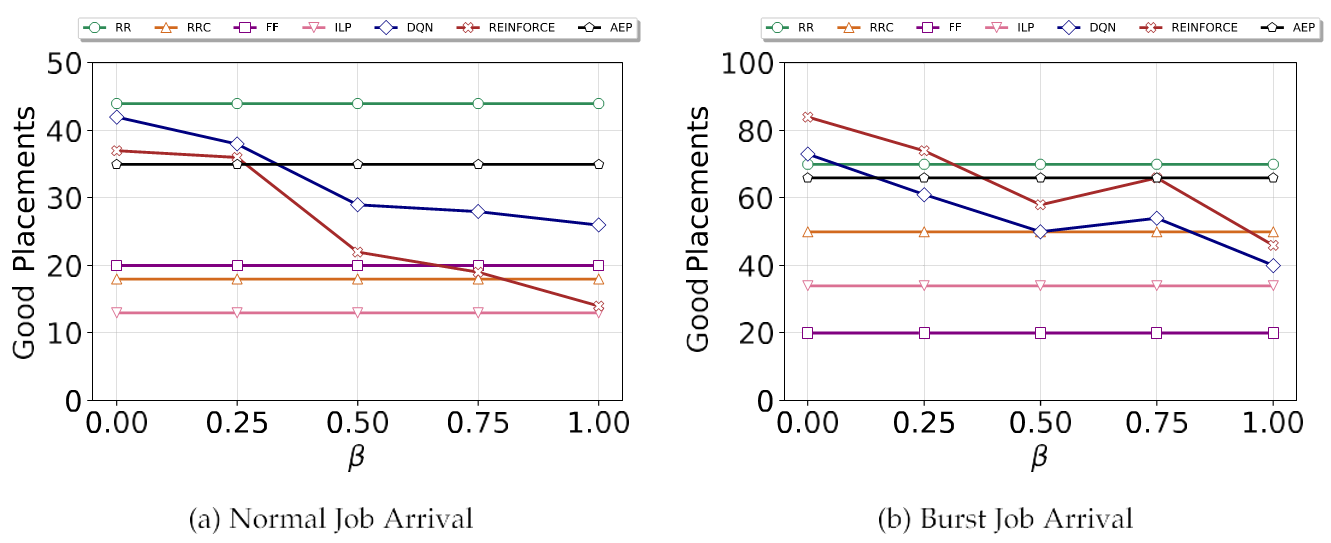 RR RRC FF ILP DQN REINFORCE AEP
50
40
30
20
10
0
Good Placements
0.00 0.25 0.50 0.75 1.00
β
(a) Normal Job Arrival
RR RRC FF ILP DQN REINFORCE AEP
100
80
60
40
20
0
Good Placements
0.00 0.25 0.50 0.75 1.00
β
(b) Burst Job Arrival